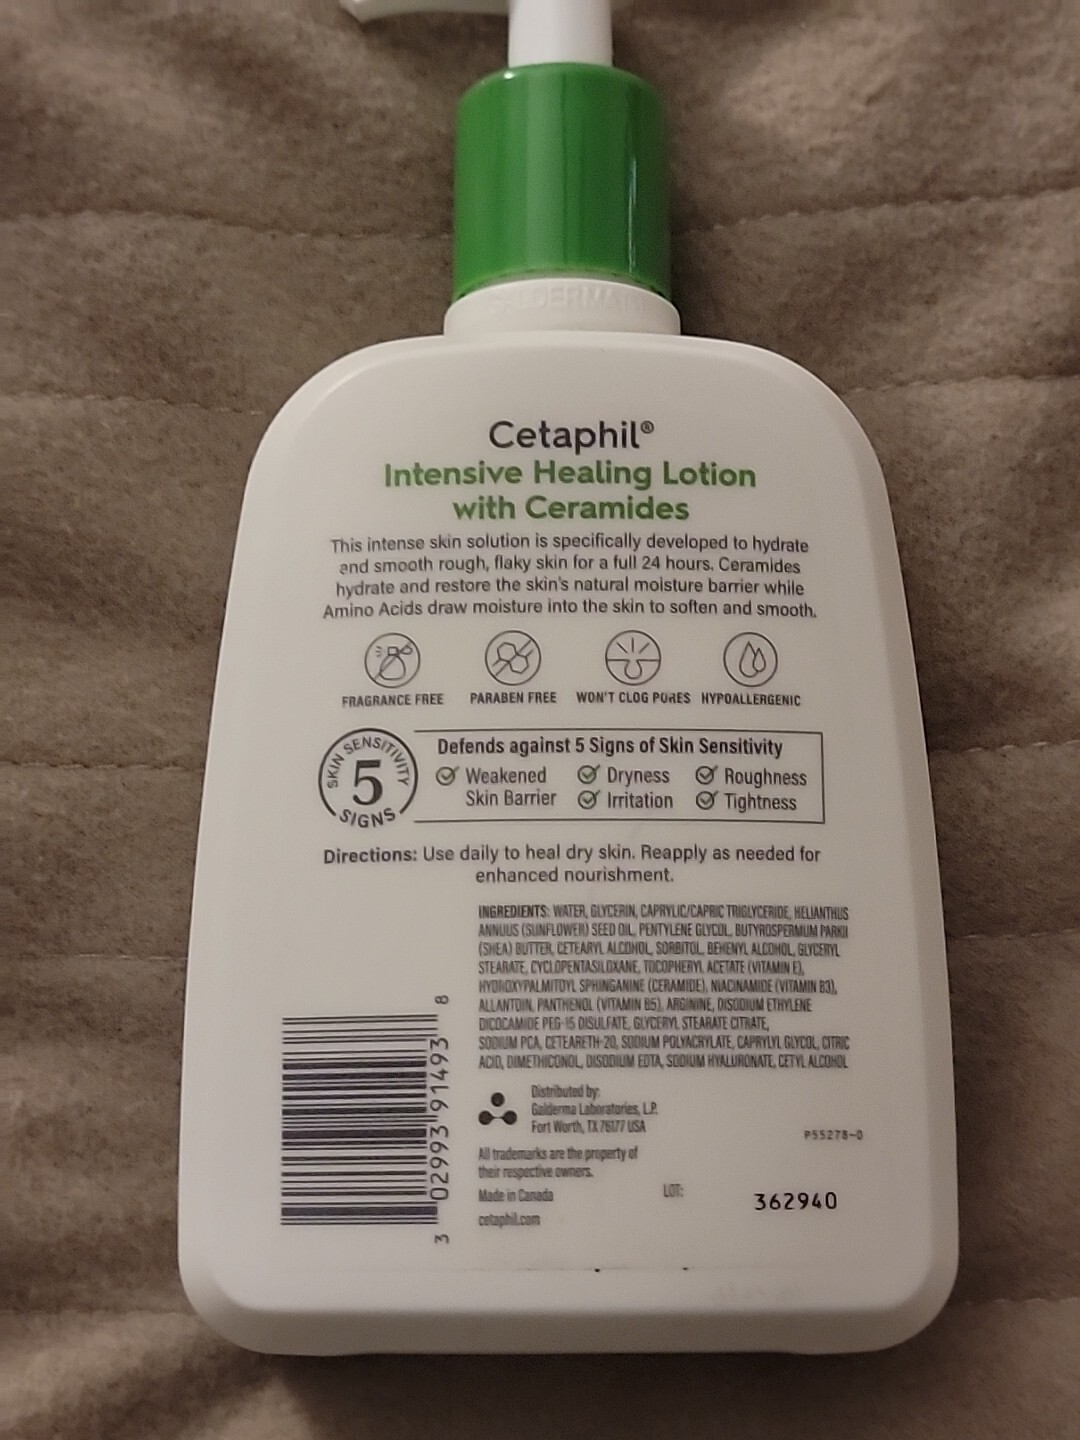 GALDERMA
Cetaphil®
Intensive Healing Lotion
with Ceramides
This intense skin solution is specifically developed to hydrate
and smooth rough, flaky skin for a full 24 hours. Ceramides
hydrate and restore the skin's natural moisture barrier while
Amino Acids draw moisture into the skin to soften and smooth.
FRAGRANCE FREE PARABEN FREE WON'T CLOG PORES HYPOALLERGENIC
SKIN SENSITIVITY
5
SIGNS
Defends against 5 Signs of Skin Sensitivity
Weakened Dryness Roughness
Skin Barrier Irritation Tightness
Directions: Use daily to heal dry skin. Reapply as needed for
enhanced nourishment.
INGREDIENTS: WATER, GLYCERIN, CAPRYLIC/CAPRIC TRIGLYCERIDE, HELIANTHUS
ANNUUS (SUNFLOWER) SEED OIL, PENTYLENE GLYCOL, BUTYROSPERMUM PARKII
(SHEA) BUTTER, CETEARYL ALCOHOL, SORBITOL, BEHENYL ALCOHOL, GLYCERYL
STEARATE, CYCLOPENTASILOXANE, TOCOPHERYL ACETATE (VITAMIN E),
HYDROXYPALMITOYL SPHINGANINE (CERAMIDE), NIACINAMIDE (VITAMIN B3),
ALLANTOIN, PANTHENOL (VITAMIN B5), ARGININE, DISODIUM ETHYLENE
DICOCAMIDE PEG-15 DISULFATE, GLYCERYL STEARATE CITRATE,
SODIUM PCA, CETEARETH-20, SODIUM POLYACRYLATE, CAPRYLYL GLYCOL, CITRIC
ACID, DIMETHICONOL, DISODIUM EDTA, SODIUM HYALURONATE, CETYL ALCOHOL
3 02993 91493 8
Distributed by:
Galderma Laboratories, L.P.
Fort Worth, TX 76177 USA
P55278-0
All trademarks are the property of
their respective owners.
Made in Canada
LOT: 362940
cetaphil.com